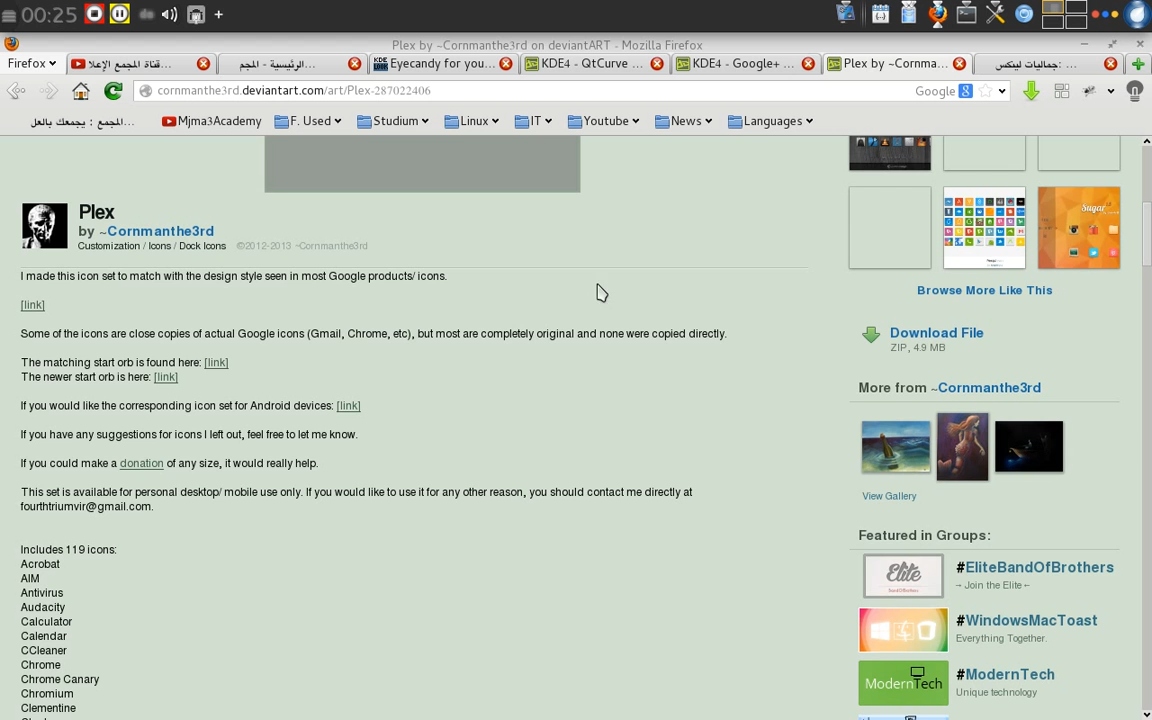 00:25
Plex by ~Cornmanthe3rd on deviantART - Mozilla Firefox
Firefox
قناة المجمع الإعلا...
الرئيسية - المجم...
Eyecandy for you...
KDE4 - QtCurve ...
KDE4 - Google+ ...
Plex by ~Cornma...
جماليات لينكس: ...
cornmanthe3rd.deviantart.com/art/Plex-287022406
Google
المجمع : يجمعك بالعل...
Mjma3Academy
F. Used
Studium
Linux
IT
Youtube
News
Languages
Plex
by ~Cornmanthe3rd
Customization / Icons / Dock Icons ©2012-2013 ~Cornmanthe3rd
I made this icon set to match with the design style seen in most Google products/ icons.
[link]
Some of the icons are close copies of actual Google icons (Gmail, Chrome, etc), but most are completely original and none were copied directly.
The matching start orb is found here: [link]
The newer start orb is here: [link]
If you would like the corresponding icon set for Android devices: [link]
If you have any suggestions for icons I left out, feel free to let me know.
If you could make a donation of any size, it would really help.
This set is available for personal desktop/ mobile use only. If you would like to use it for any other reason, you should contact me directly at
fourthtriumvir@gmail.com.
Includes 119 icons:
Acrobat
AIM
Antivirus
Audacity
Calculator
Calendar
CCleaner
Chrome
Chrome Canary
Chromium
Clementine
Sugar
Browse More Like This
Download File
ZIP, 4.9 MB
More from ~Cornmanthe3rd
View Gallery
Featured in Groups:
Elite
#EliteBandOfBrothers
→ Join the Elite ←
#WindowsMacToast
Everything Together.
ModernTech
#ModernTech
Unique technology